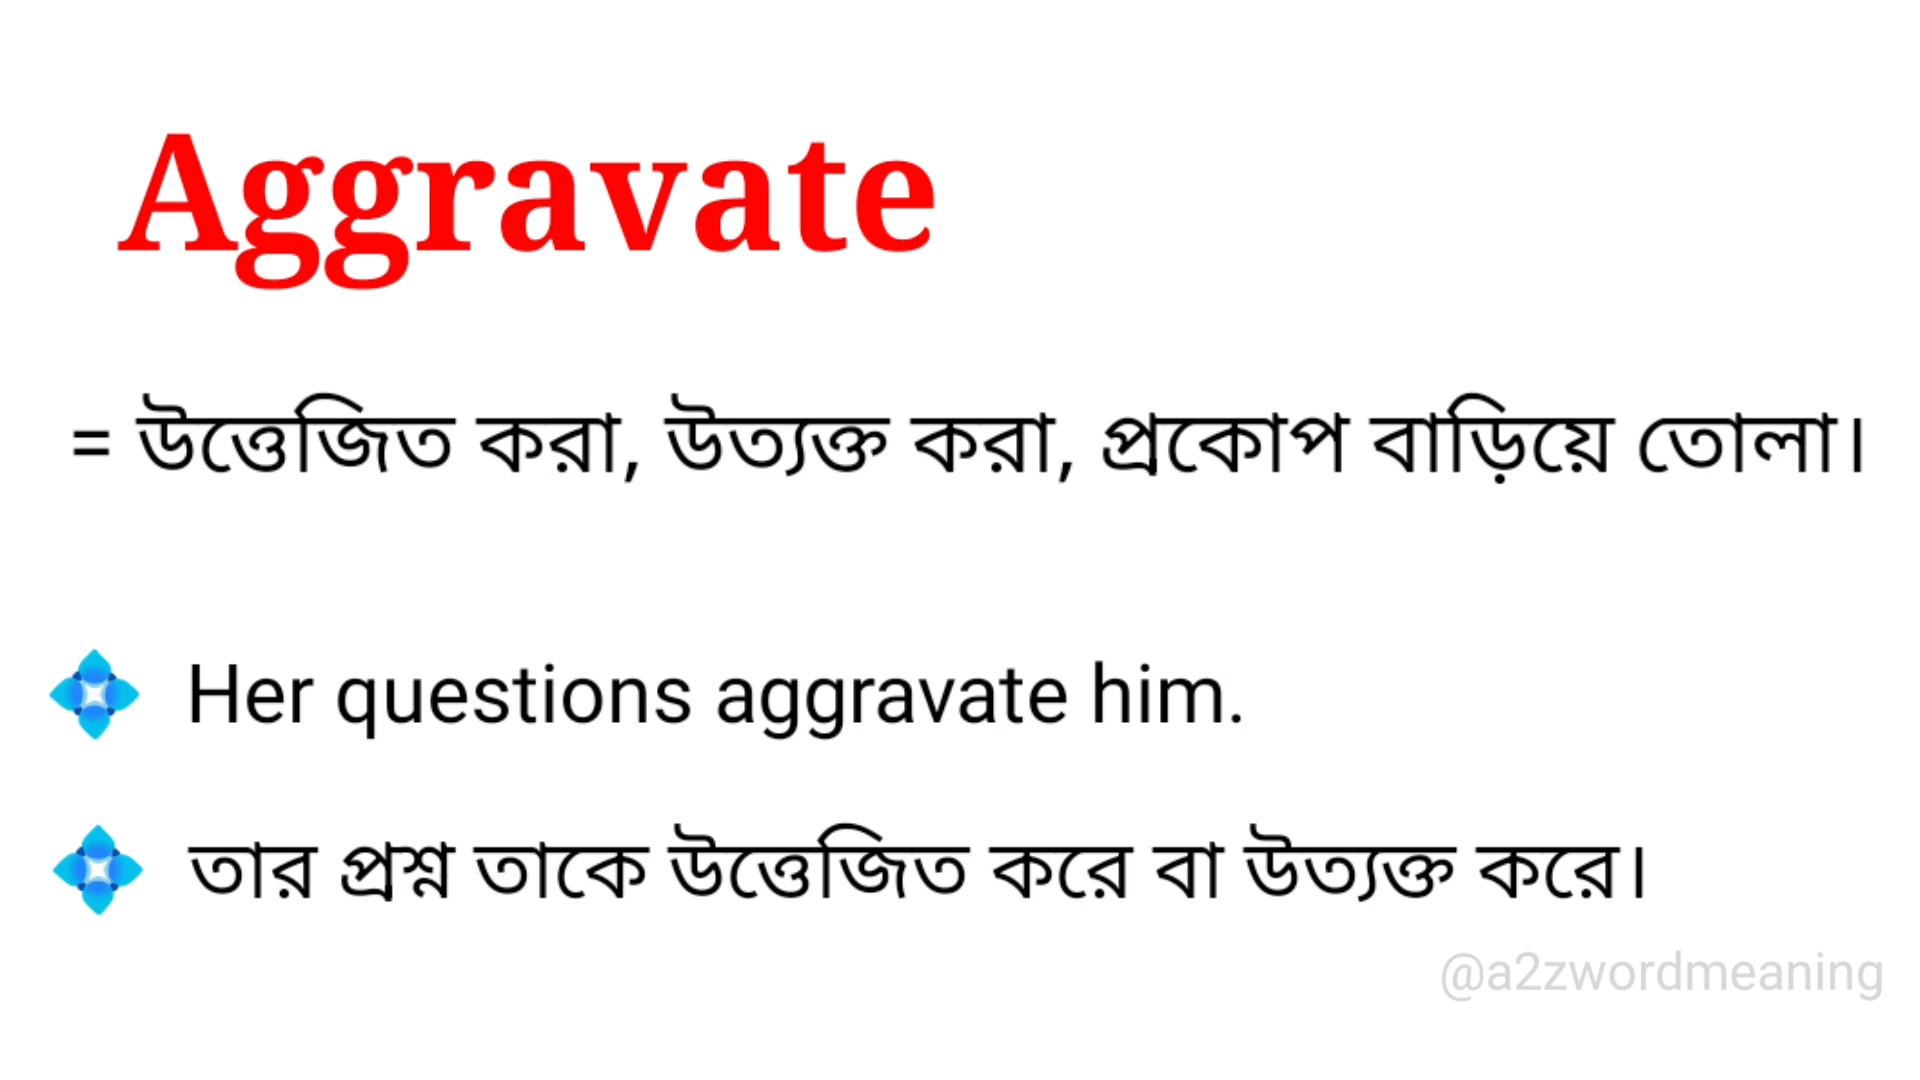 Aggravate
= উত্তেজিত করা, উত্যক্ত করা, প্রকোপ বাড়িয়ে তোলা।
Her questions aggravate him.
তার প্রশ্ন তাকে উত্তেজিত করে বা উত্যক্ত করে।
@a2zwordmeaning